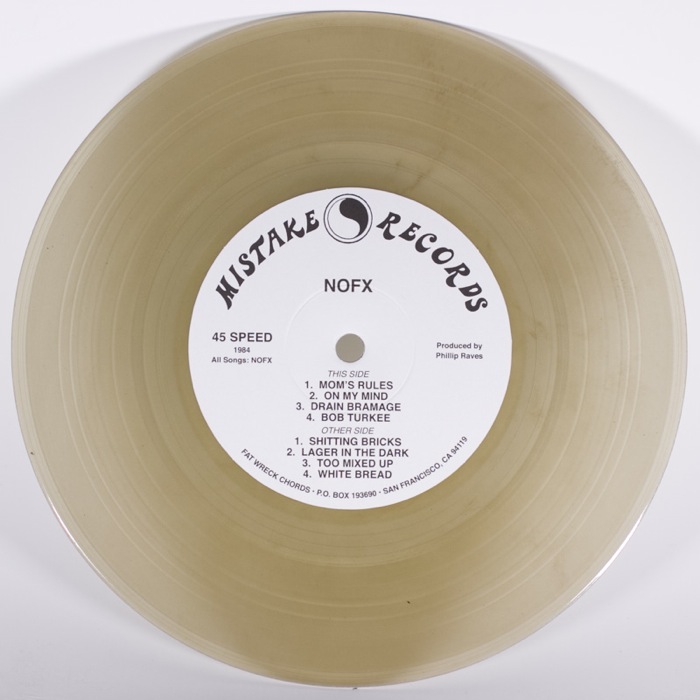 MISTAKE RECORDS
NOFX
45 SPEED
1984
All Songs: NOFX
Produced by
Phillip Raves
THIS SIDE
1. MOM'S RULES
2. ON MY MIND
3. DRAIN BRAMAGE
4. BOB TURKEE
OTHER SIDE
1. SHITTING BRICKS
2. LAGER IN THE DARK
3. TOO MIXED UP
4. WHITE BREAD
FAT WRECK CHORDS • P.O. BOX 193690 • SAN FRANCISCO, CA 94119